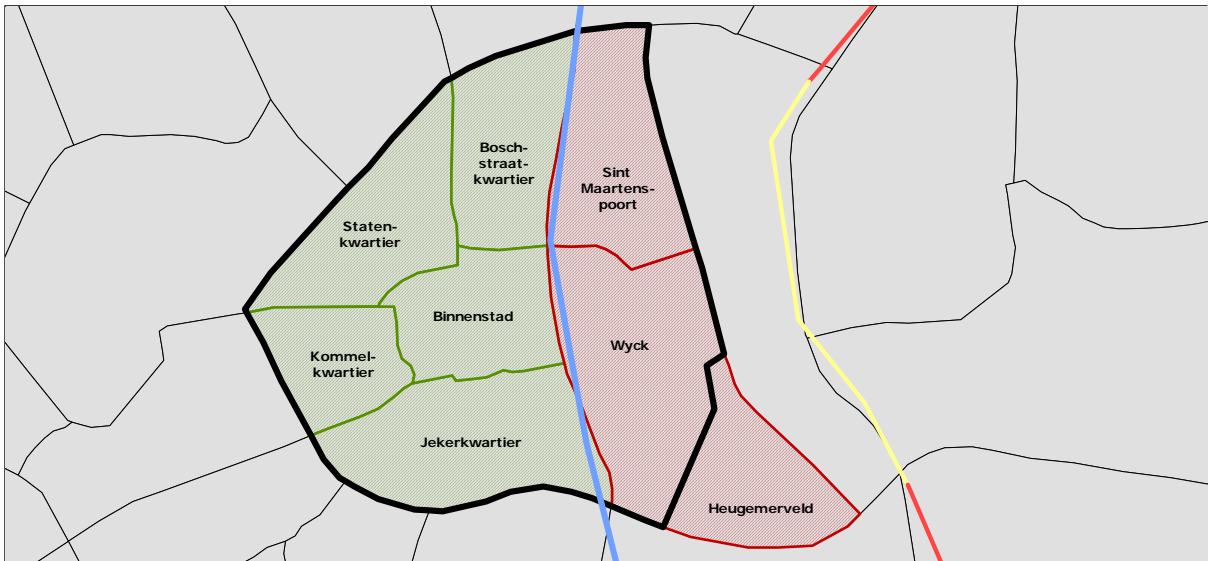 Bosch-
straat-
kwartier
Sint
Maartens-
poort
Staten-
kwartier
Binnenstad
Wyck
Kommel-
kwartier
Jekerkwartier
Heugemerveld